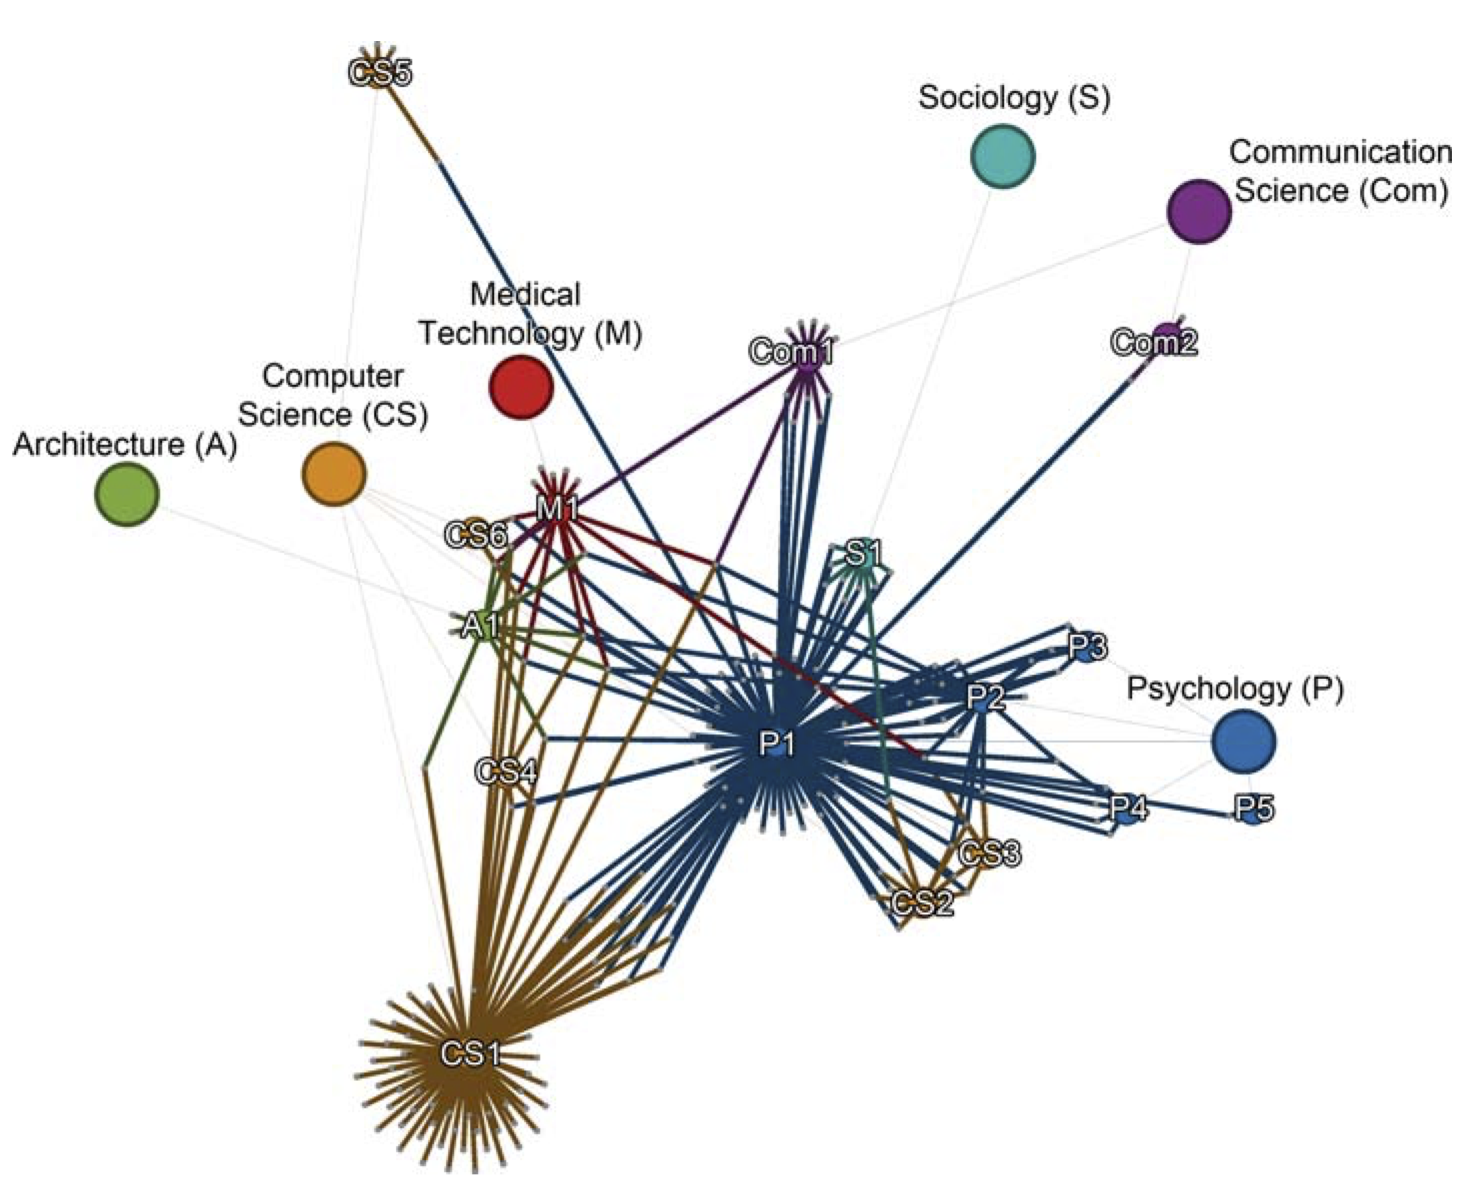 CS5
Sociology (S)
Communication
Science (Com)
Medical
Technology (M)
Com1
Com2
Computer
Science (CS)
Architecture (A)
M1
CS6
S1
A1
P3
P2
Psychology (P)
P1
CS4
P4
P5
CS3
CS2
CS1